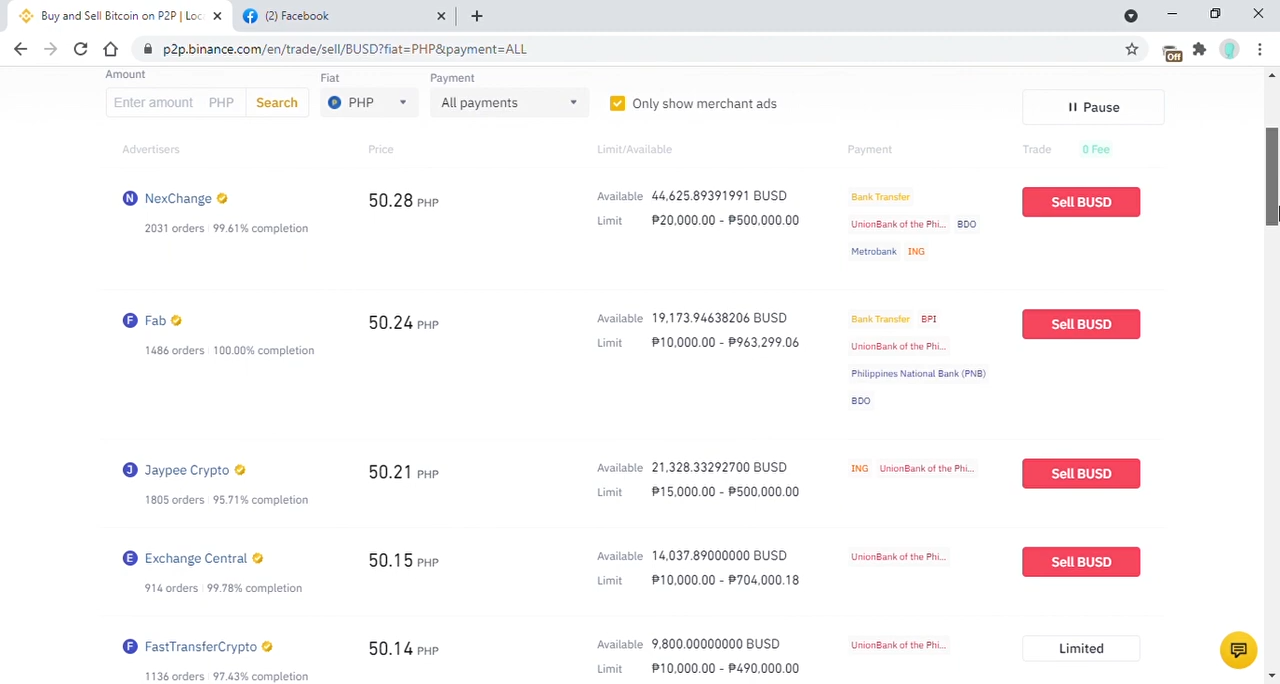 Buy and Sell Bitcoin on P2P | Loc
(2) Facebook
p2p.binance.com/en/trade/sell/BUSD?fiat=PHP&payment=ALL
Off
Amount Fiat Payment
Enter amount PHP Search PHP All payments Only show merchant ads Pause
Advertisers Price Limit/Available Payment Trade 0 Fee
N NexChange 50.28 PHP Available 44,625.89391991 BUSD Bank Transfer Sell BUSD
2031 orders 99.61% completion Limit ₱20,000.00 - ₱500,000.00 UnionBank of the Phi... BDO
Metrobank ING
F Fab 50.24 PHP Available 19,173.94638206 BUSD Bank Transfer BPI Sell BUSD
1486 orders 100.00% completion Limit ₱10,000.00 - ₱963,299.06 UnionBank of the Phi...
Philippines National Bank (PNB)
BDO
J Jaypee Crypto 50.21 PHP Available 21,328.33292700 BUSD ING UnionBank of the Phi... Sell BUSD
1805 orders 95.71% completion Limit ₱15,000.00 - ₱500,000.00
E Exchange Central 50.15 PHP Available 14,037.89000000 BUSD UnionBank of the Phi... Sell BUSD
914 orders 99.78% completion Limit ₱10,000.00 - ₱704,000.18
F FastTransferCrypto 50.14 PHP Available 9,800.00000000 BUSD UnionBank of the Phi... Limited
1136 orders 97.43% completion Limit ₱10,000.00 - ₱490,000.00